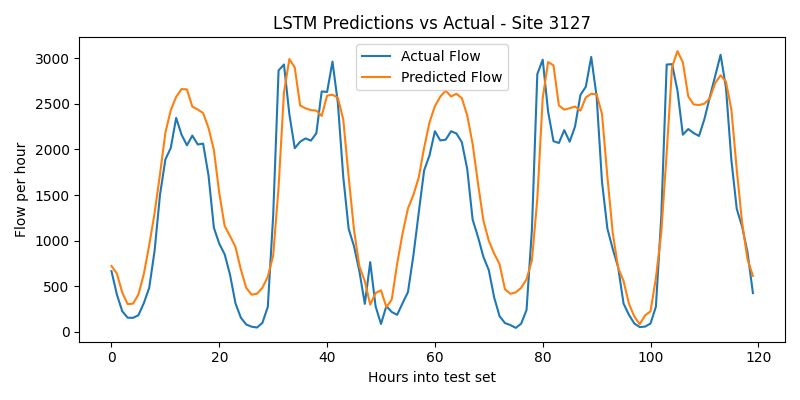 LSTM Predictions vs Actual - Site 3127
Actual Flow
Predicted Flow
Flow per hour
3000
2500
2000
1500
1000
500
0
0 20 40 60 80 100 120
Hours into test set